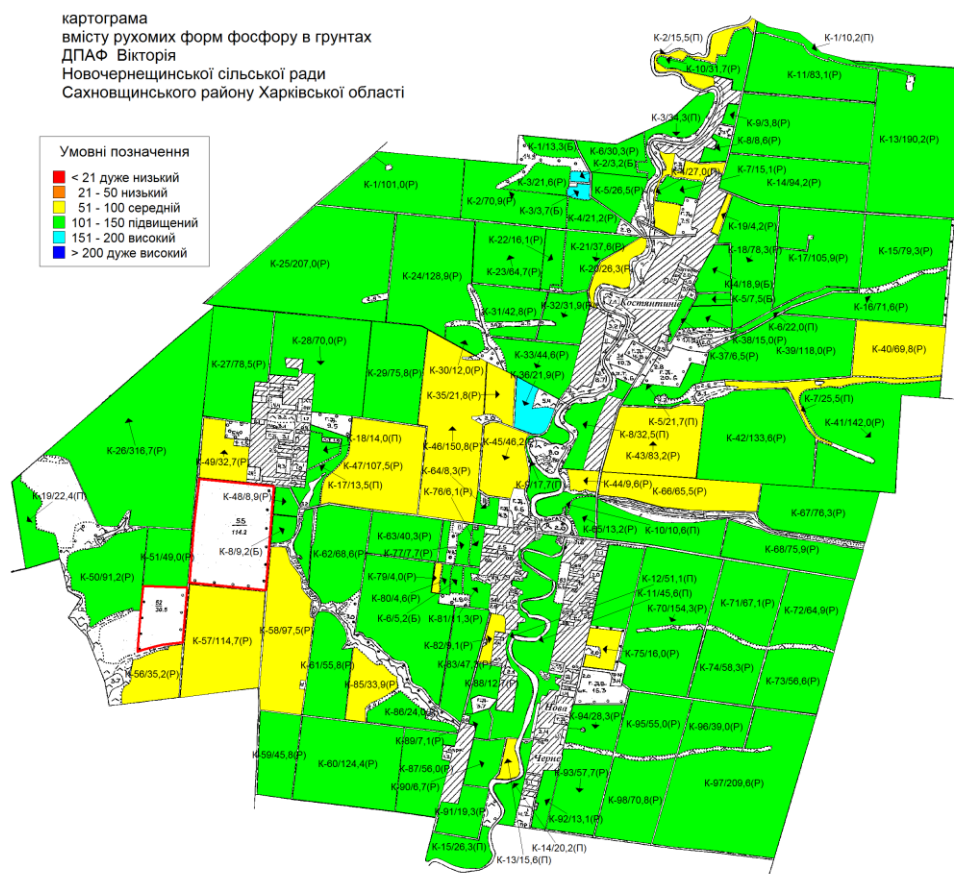 картограма
вмісту рухомих форм фосфору в грунтах
ДПАФ Вікторія
Новочернещинської сільської ради
Сахновщинського району Харківської області
Умовні позначення
< 21 дуже низький
21 - 50 низький
51 - 100 середній
101 - 150 підвищений
151 - 200 високий
> 200 дуже високий
К-2/15,5(П)
К-1/10,2(П)
К-10/31,7(Р)
К-11/83,1(Р)
К-3/34,3(П)
К-9/3,8(Р)
К-13/190,2(Р)
К-8/8,6(Р)
К-1/13,3(Б)
К-6/30,3(Р)
К-2/3,2(Б)
К-7/15,1(Р)
К-4/27,0(П)
К-14/94,2(Р)
К-1/101,0(Р)
К-3/21,6(Р)
К-5/26,5(Р)
К-2/70,9(Р)
К-3/3,7(Б)
К-4/21,2(Р)
К-19/4,2(Р)
К-22/16,1(Р)
К-21/37,6(Р)
К-18/78,3(Р)
К-17/105,9(Р)
К-15/79,3(Р)
К-25/207,0(Р)
К-24/128,9(Р)
К-23/64,7(Р)
К-20/26,3(Р)
К-4/18,9(Б)
К-5/7,5(Б)
К-16/71,6(Р)
Костянтинів
К-32/31,9(Р)
К-31/42,8(Р)
К-6/22,0(П)
К-38/15,0(Р)
К-39/118,0(Р)
К-40/69,8(Р)
К-28/70,0(Р)
К-33/44,6(Р)
К-37/6,5(Р)
К-27/78,5(Р)
К-29/75,8(Р)
К-30/12,0(Р)
К-36/21,9(Р)
К-35/21,8(Р)
К-7/25,5(П)
К-5/21,7(П)
К-41/142,0(Р)
К-8/32,5(П)
К-42/133,6(Р)
К-26/316,7(Р)
К-18/14,0(П)
К-46/150,8(Р)
К-45/46,2(Р)
К-43/83,2(Р)
К-49/32,7(Р)
К-47/107,5(Р)
К-64/8,3(Р)
К-17/13,5(П)
К-76/6,1(Р)
К-9/17,7(П)
К-44/9,6(Р)
К-66/65,5(Р)
К-19/22,4(П)
К-48/8,9(Р)
К-67/76,3(Р)
55
114.2
К-65/13,2(Р)
К-10/10,6(П)
К-63/40,3(Р)
К-8/9,2(Б)
К-62/68,6(Р)
К-77/7,7(Р)
К-68/75,9(Р)
К-51/49,0(Р)
К-50/91,2(Р)
К-79/4,0(Р)
К-12/51,1(П)
К-11/45,6(П)
К-71/67,1(Р)
К-72/64,9(Р)
К-80/4,6(Р)
К-70/154,3(Р)
К-6/5,2(Б)
К-81/11,3(Р)
К-57/114,7(Р)
К-58/97,5(Р)
К-82/9,1(Р)
К-75/16,0(Р)
К-61/55,8(Р)
К-83/47,3(Р)
К-74/58,3(Р)
К-56/35,2(Р)
К-85/33,9(Р)
К-73/56,6(Р)
К-86/24,0(Р)
Нова
К-94/28,3(Р)
К-95/55,0(Р)
К-96/39,0(Р)
К-89/7,1(Р)
К-59/45,8(Р)
К-80/124,4(Р)
К-87/56,0(Р)
К-93/57,7(Р)
К-97/209,6(Р)
К-90/6,7(Р)
К-98/70,8(Р)
К-91/19,3(Р)
К-92/13,1(Р)
К-15/26,3(П)
К-14/20,2(П)
К-13/15,6(П)